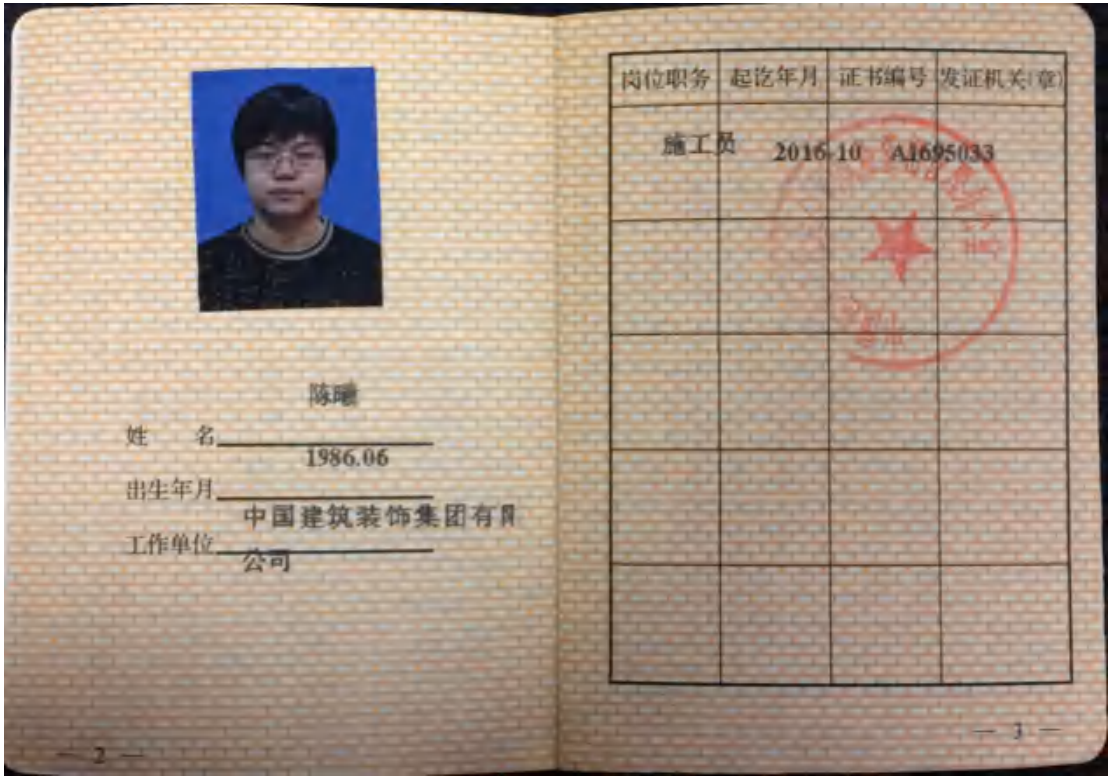 陈曦
姓 名
1986.06
出生年月
中国建筑装饰集团有限
工作单位
公司
— 2 —
岗位职务 起讫年月 证书编号 发证机关(章)
施工员 2016-10 A1695033
— 3 —